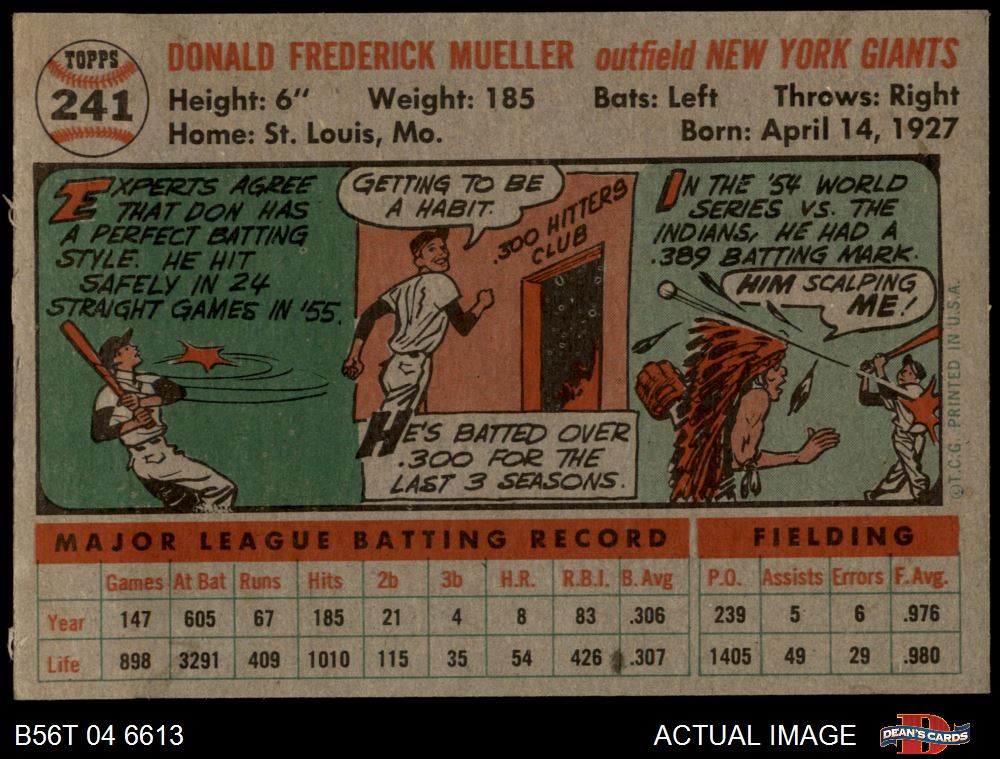 TOPPS
241
DONALD FREDERICK MUELLER outfield NEW YORK GIANTS
Height: 6" Weight: 185 Bats: Left Throws: Right
Home: St. Louis, Mo. Born: April 14, 1927
EXPERTS AGREE
THAT DON HAS
A PERFECT BATTING
STYLE. HE HIT
SAFELY IN 24
STRAIGHT GAMES IN '55.
GETTING TO BE
A HABIT.
.300 HITTERS
CLUB
HE'S BATTED OVER
.300 FOR THE
LAST 3 SEASONS.
IN THE '54 WORLD
SERIES VS. THE
INDIANS, HE HAD A
.389 BATTING MARK.
HIM SCALPING
ME!
©T.C.G. PRINTED IN U.S.A.
MAJOR LEAGUE BATTING RECORD FIELDING
Games At Bat Runs Hits 2b 3b H.R. R.B.I. B.Avg P.O. Assists Errors F.Avg.
Year 147 605 67 185 21 4 8 83 .306 239 5 6 .976
Life 898 3291 409 1010 115 35 54 426 .307 1405 49 29 .980
B56T 04 6613 ACTUAL IMAGE DEAN'S CARDS